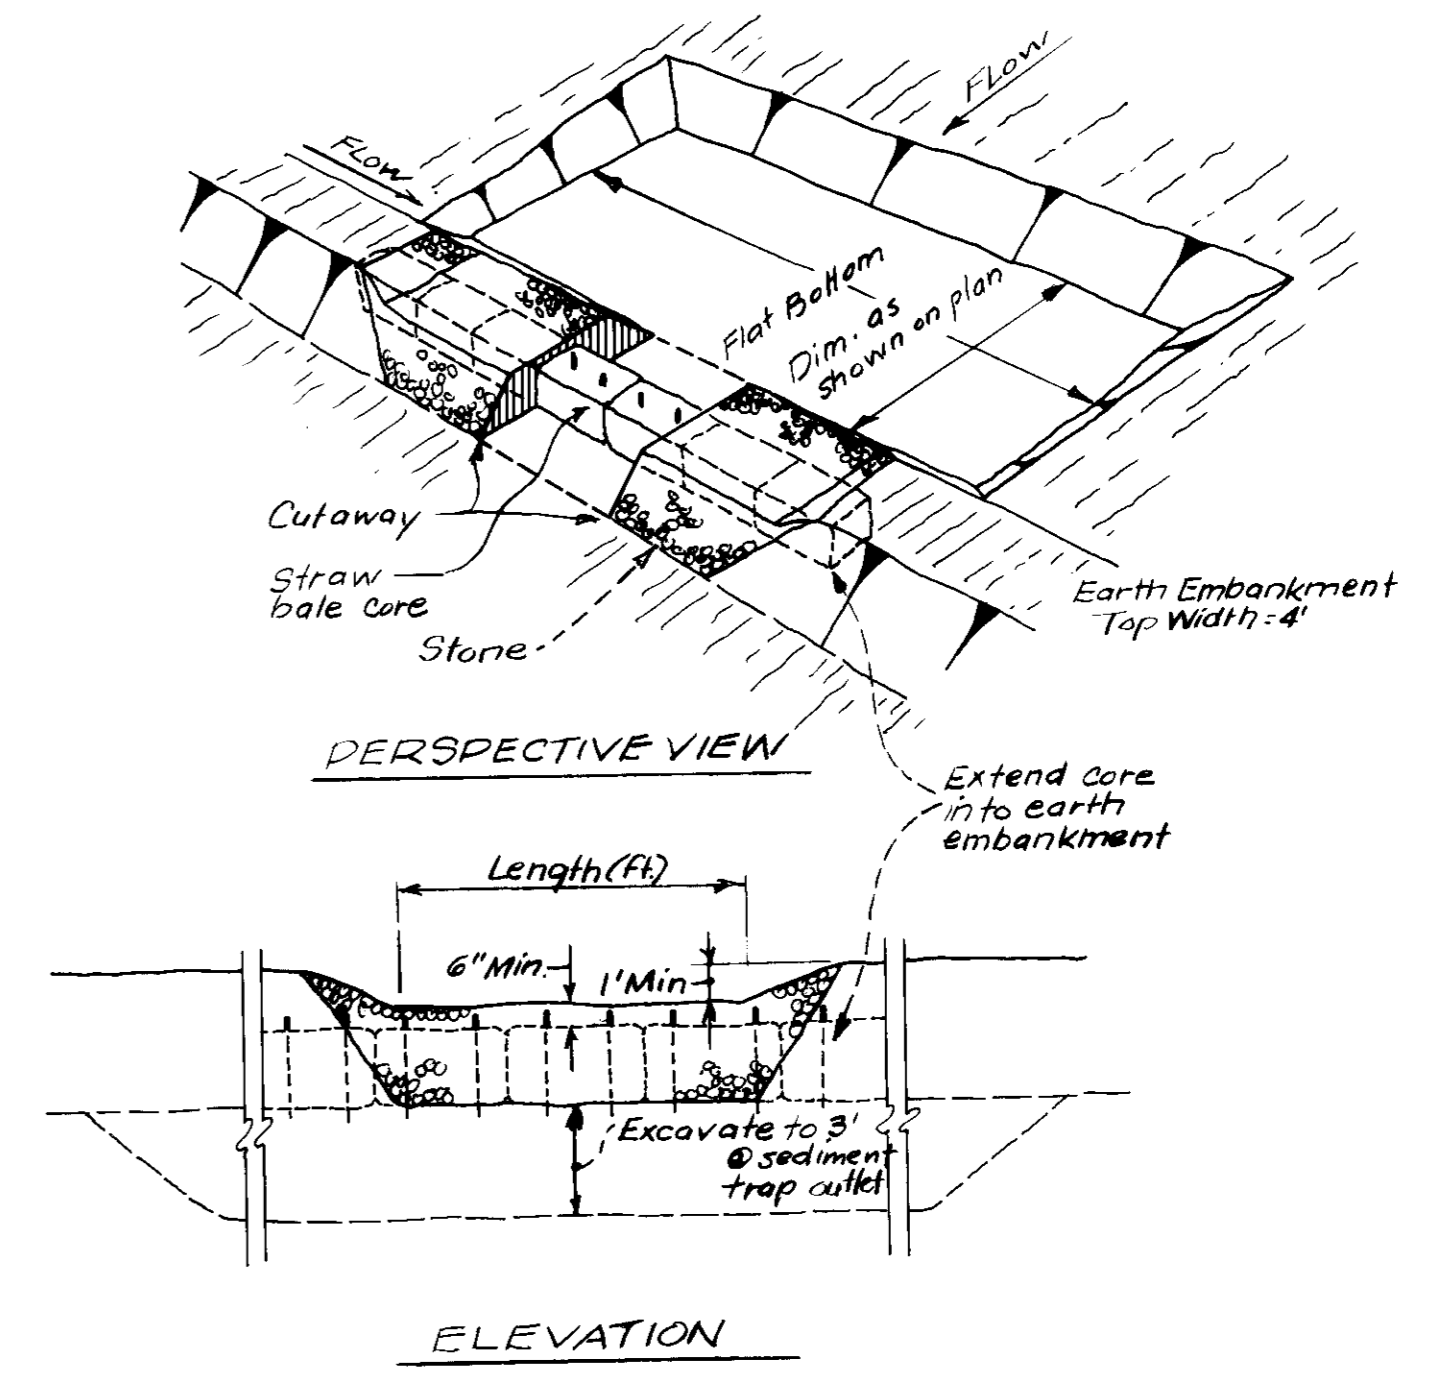 FLOW
FLOW
Flat Bottom
Dim. as
shown on plan
Cutaway
Straw
bale core
Stone
Earth Embankment
Top Width = 4'
PERSPECTIVE VIEW
Extend core
into earth
embankment
Length (ft.)
6" Min.
1' Min
Excavate to 3'
@ sediment
trap outlet
ELEVATION